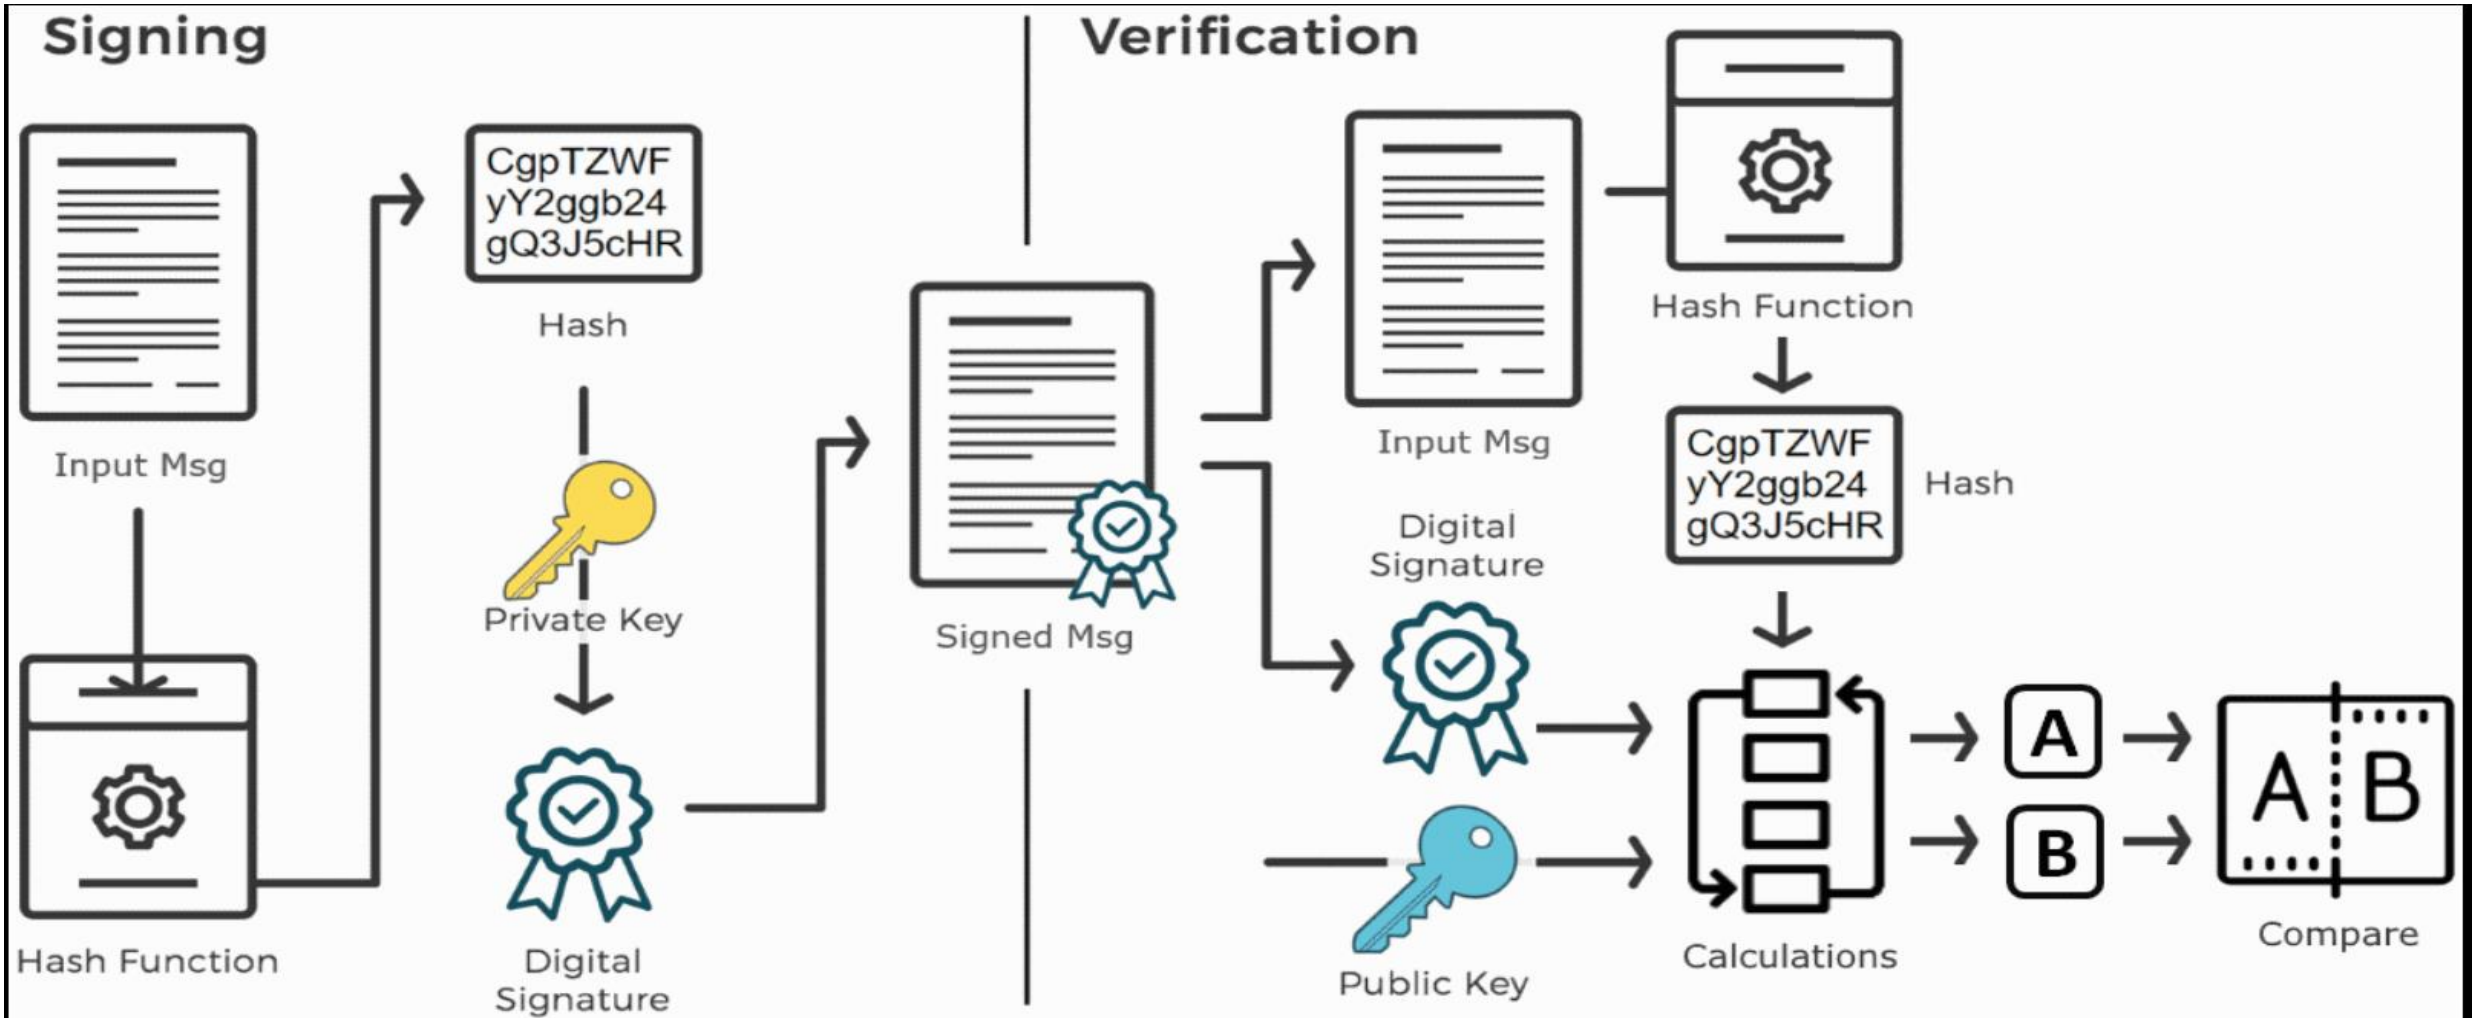 Signing
Input Msg
Hash Function
CgpTZWF
yY2ggb24
gQ3J5cHR
Hash
Private Key
Digital
Signature
Signed Msg
Verification
Input Msg
Hash Function
CgpTZWF
yY2ggb24
gQ3J5cHR
Hash
Digital
Signature
Public Key
Calculations
A
B
A B
Compare